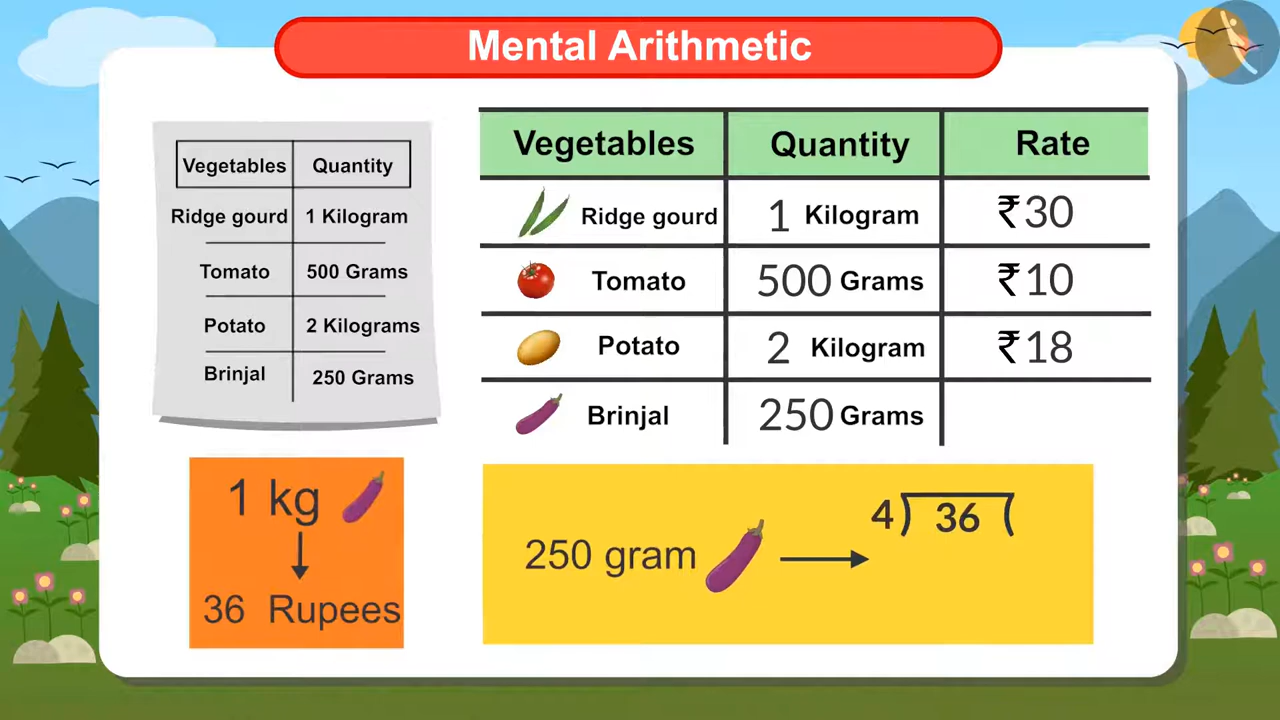 Mental Arithmetic
Vegetables Quantity
Ridge gourd 1 Kilogram
Tomato 500 Grams
Potato 2 Kilograms
Brinjal 250 Grams
Vegetables Quantity Rate
Ridge gourd 1 Kilogram ₹30
Tomato 500 Grams ₹10
Potato 2 Kilogram ₹18
Brinjal 250 Grams
1 kg
36 Rupees
250 gram
4) 36 (